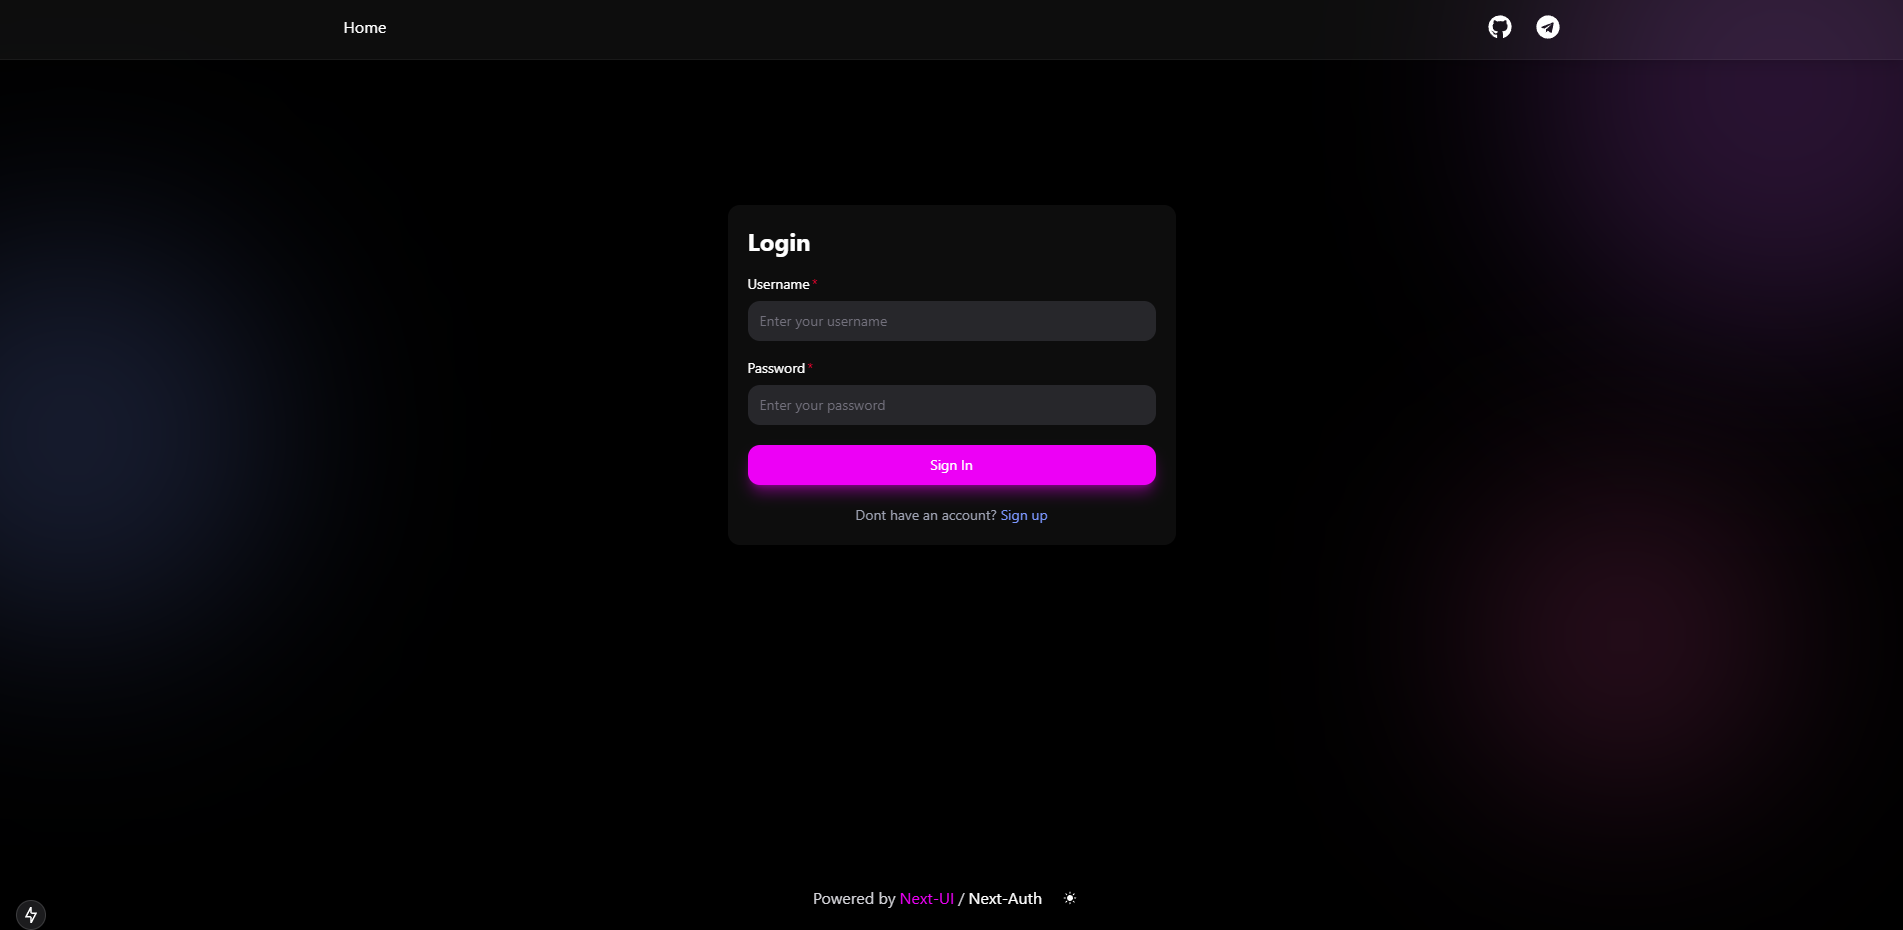 Home
Login
Username*
Enter your username
Password*
Enter your password
Sign In
Dont have an account? Sign up
Powered by Next-UI / Next-Auth